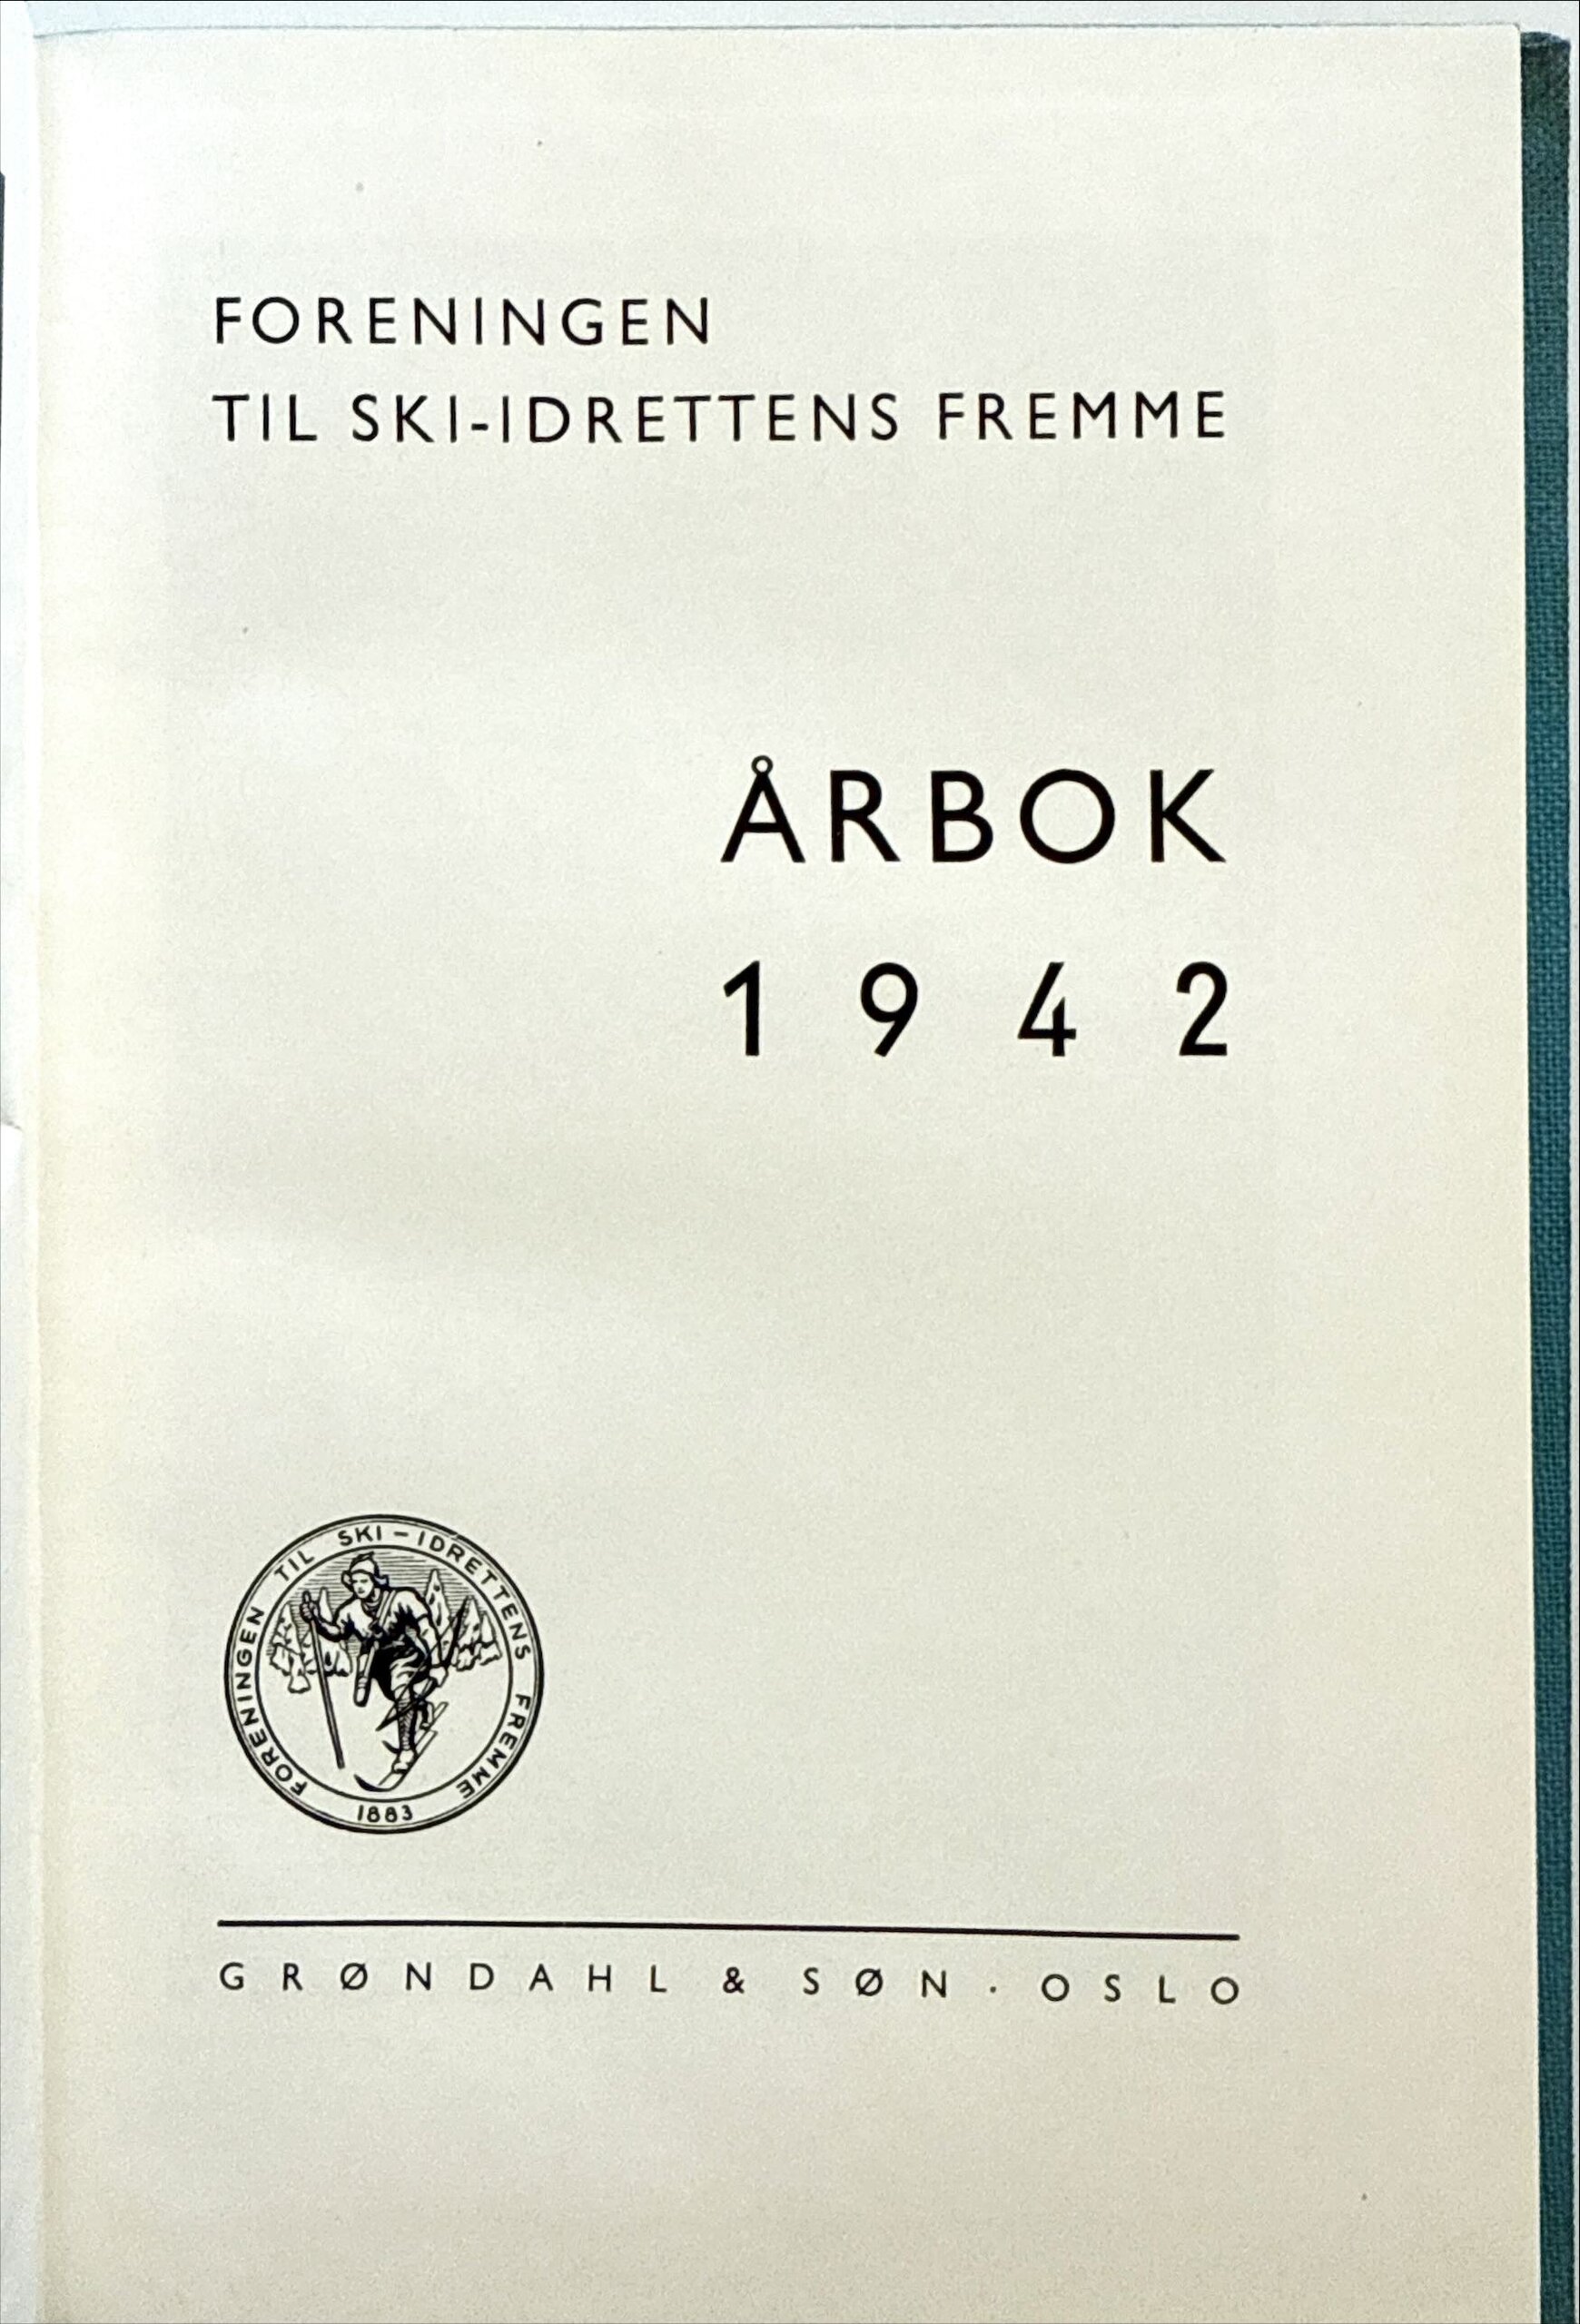 FORENINGEN
TIL SKI-IDRETTENS FREMME
ÅRBOK
1942
FORENINGEN TIL SKI-IDRETTENS FREMME
1883
GRØNDAHL & SØN · OSLO